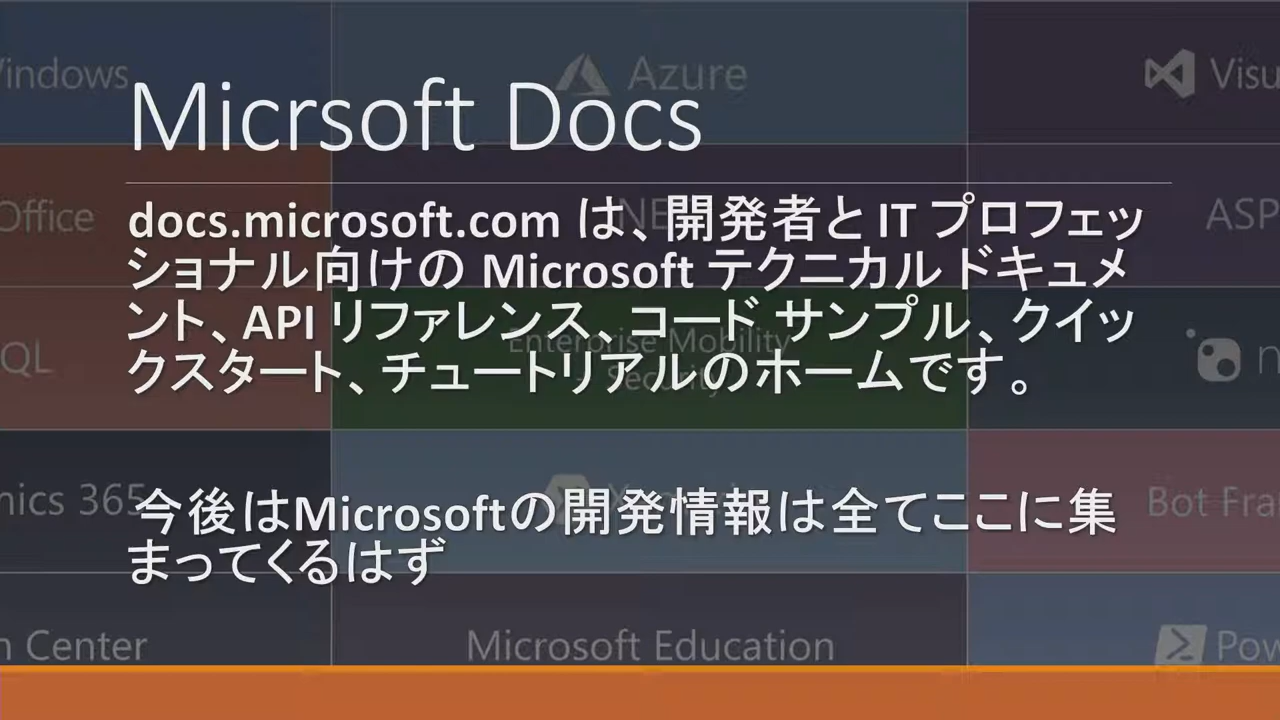 Micrsoft Docs
docs.microsoft.com は、開発者と IT プロフェッ
ショナル向けの Microsoft テクニカル ドキュメ
ント、API リファレンス、コード サンプル、クイッ
クスタート、チュートリアルのホームです。
今後はMicrosoftの開発情報は全てここに集
まってくるはず
indows
Azure
Visu
Office
NE
ASP
QL
Enterprise Mobility
Security
n
nics 365
Bot Fra
n Center
Microsoft Education
Pow